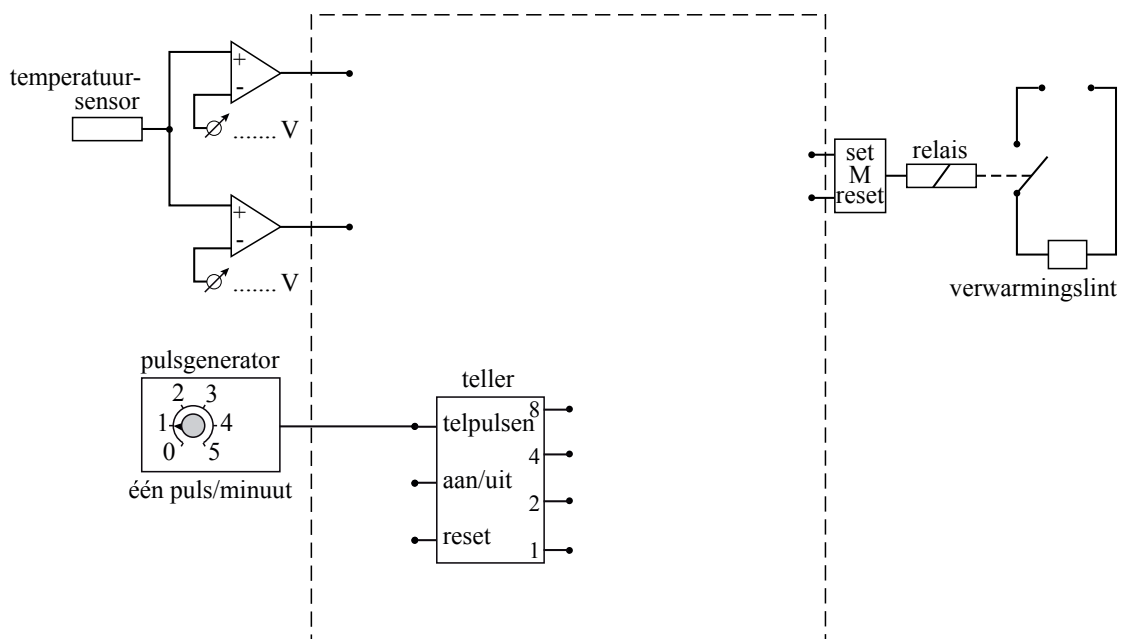 temperatuur-
sensor
+
-
....... V
+
-
....... V
set
M
reset
relais
verwarmingslint
pulsgenerator
2 3
1 4
0 5
één puls/minuut
teller
telpulsen
aan/uit
reset
8
4
2
1